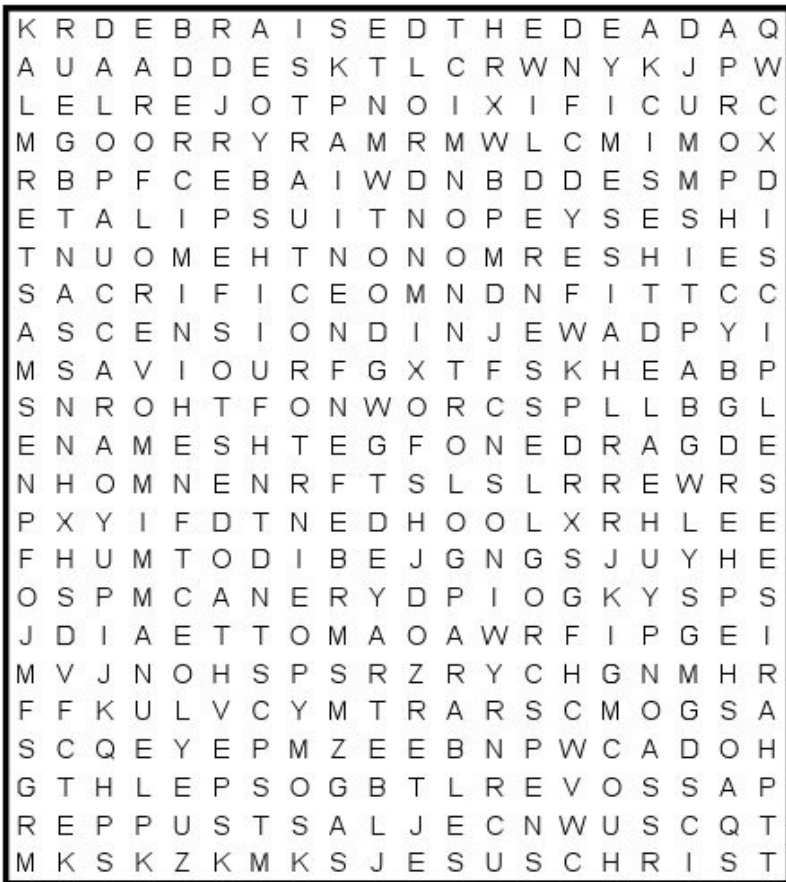 K R D E B R A I S E D T H E D E A D A Q
A U A A D D E S K T L C R W N Y K J P W
L E L R E J O T P N O I X I F I C U R C
M G O O R R Y R A M R M W L C M I M O X
R B P F C E B A I W D N B D D E S M P D
E T A L I P S U I T N O P E Y S E S H I
T N U O M E H T N O N O M R E S H I E S
S A C R I F I C E O M N D N F I T T C C
A S C E N S I O N D I N J E W A D P Y I
M S A V I O U R F G X T F S K H E A B P
S N R O H T F O N W O R C S P L L B G L
E N A M E S H T E G F O N E D R A G D E
N H O M N E N R F T S L S L R R E W R S
P X Y I F D T N E D H O O L X R H L E E
F H U M T O D I B E J G N G S J U Y H E
O S P M C A N E R Y D P I O G K Y S P S
J D I A E T T O M A O A W R F I P G E I
M V J N O H S P S R Z R Y C H G N M H R
F F K U L V C Y M T R A R S C M O G S A
S C Q E Y E P M Z E E B N P W C A D O H
G T H L E P S O G B T L R E V O S S A P
R E P P U S T S A L J E C N W U S C Q T
M K S K Z K M K S J E S U S C H R I S T